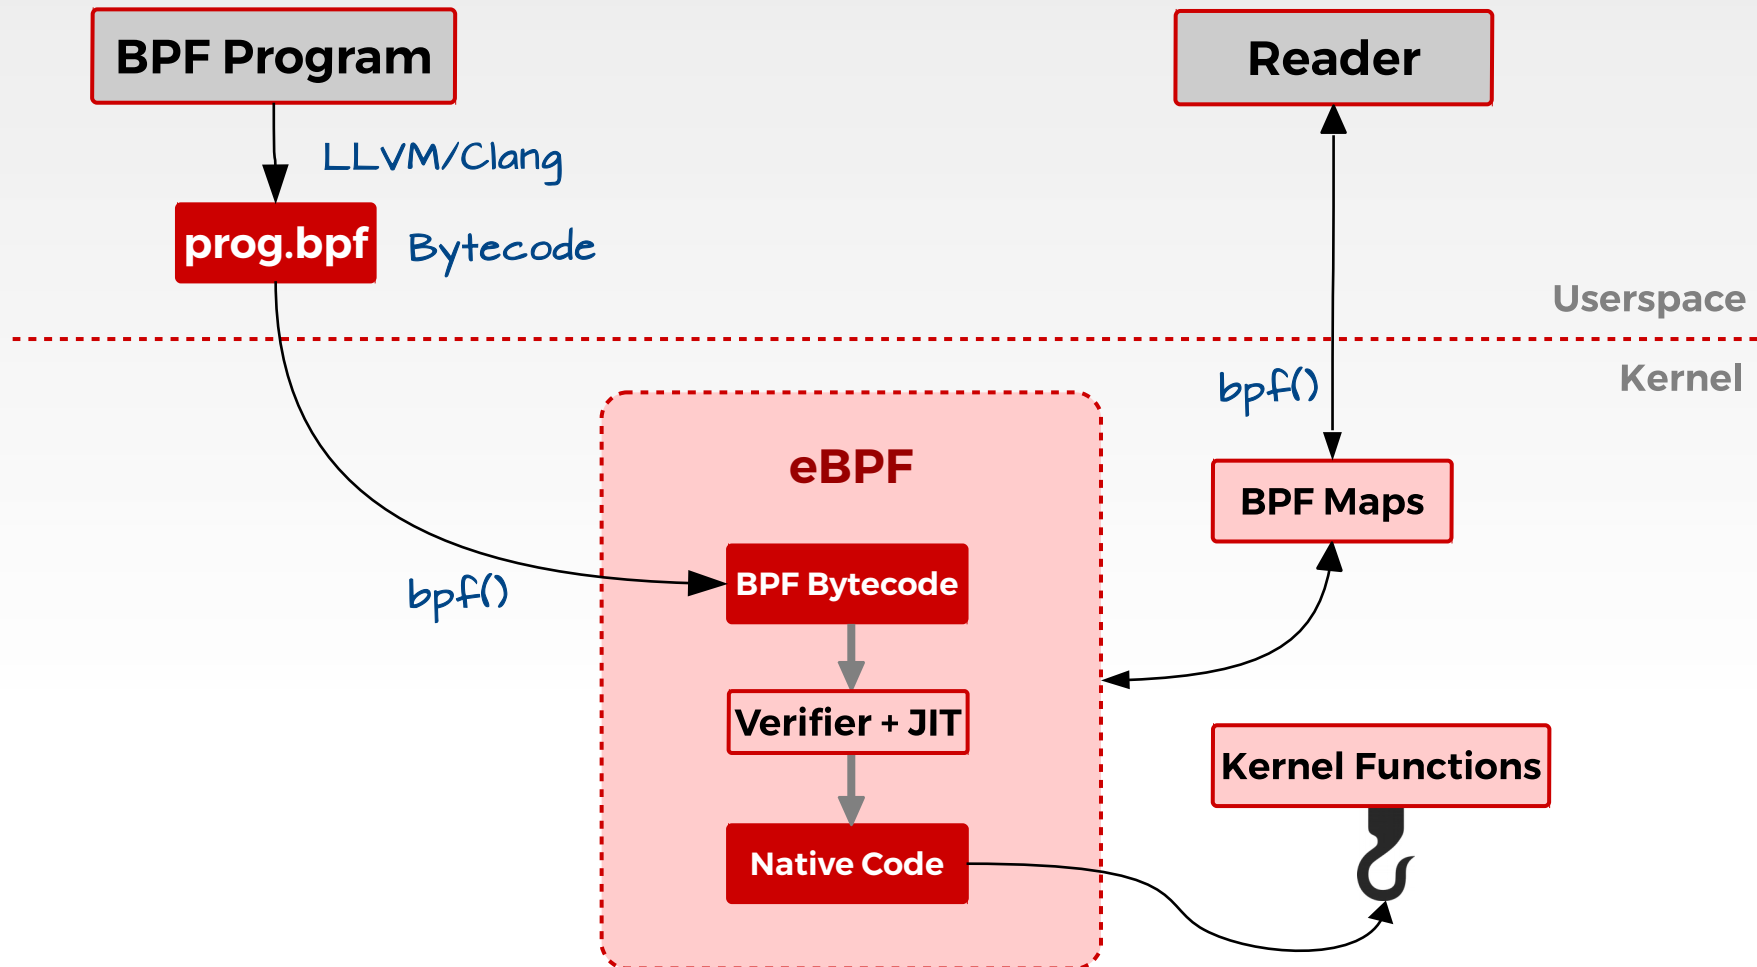 BPF Program
Reader
LLVM/Clang
prog.bpf
Bytecode
Userspace
Kernel
bpf()
eBPF
BPF Maps
BPF Bytecode
bpf()
Verifier + JIT
Kernel Functions
Native Code